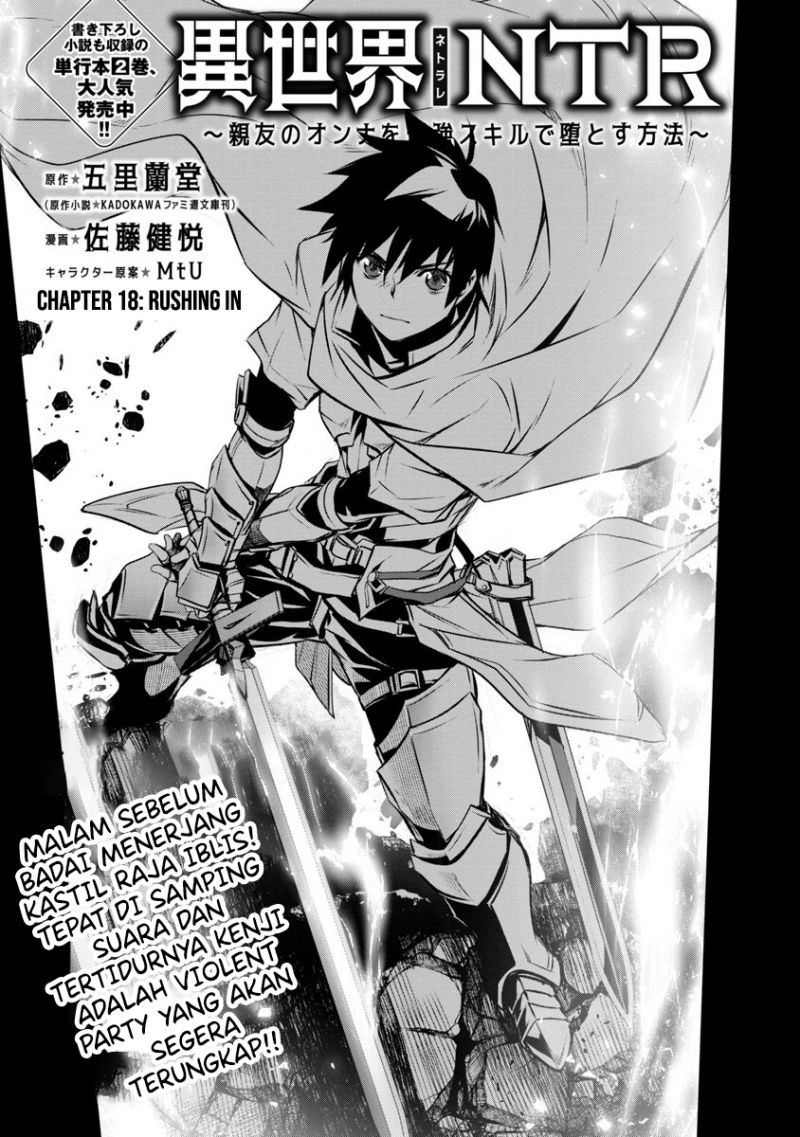 書き下ろし
小説も収録の
単行本2巻、
大人気
発売中
!!
異世界NTR
ネトラレ
～親友のオンナを 強スキルで堕とす方法～
原作★五里蘭堂
(原作小説★KADOKAWAファミ通文庫刊)
漫画★佐藤健悦
キャラクター原案★MtU
CHAPTER 18: RUSHING IN
MALAM SEBELUM
BADAI MENERJANG
KASTIL RAJA IBLIS!
TEPAT DI SAMPING
SUARA DAN
TERTIDURNYA KENJI
ADALAH VIOLENT
PARTY YANG AKAN
SEGERA
TERUNGKAP!!